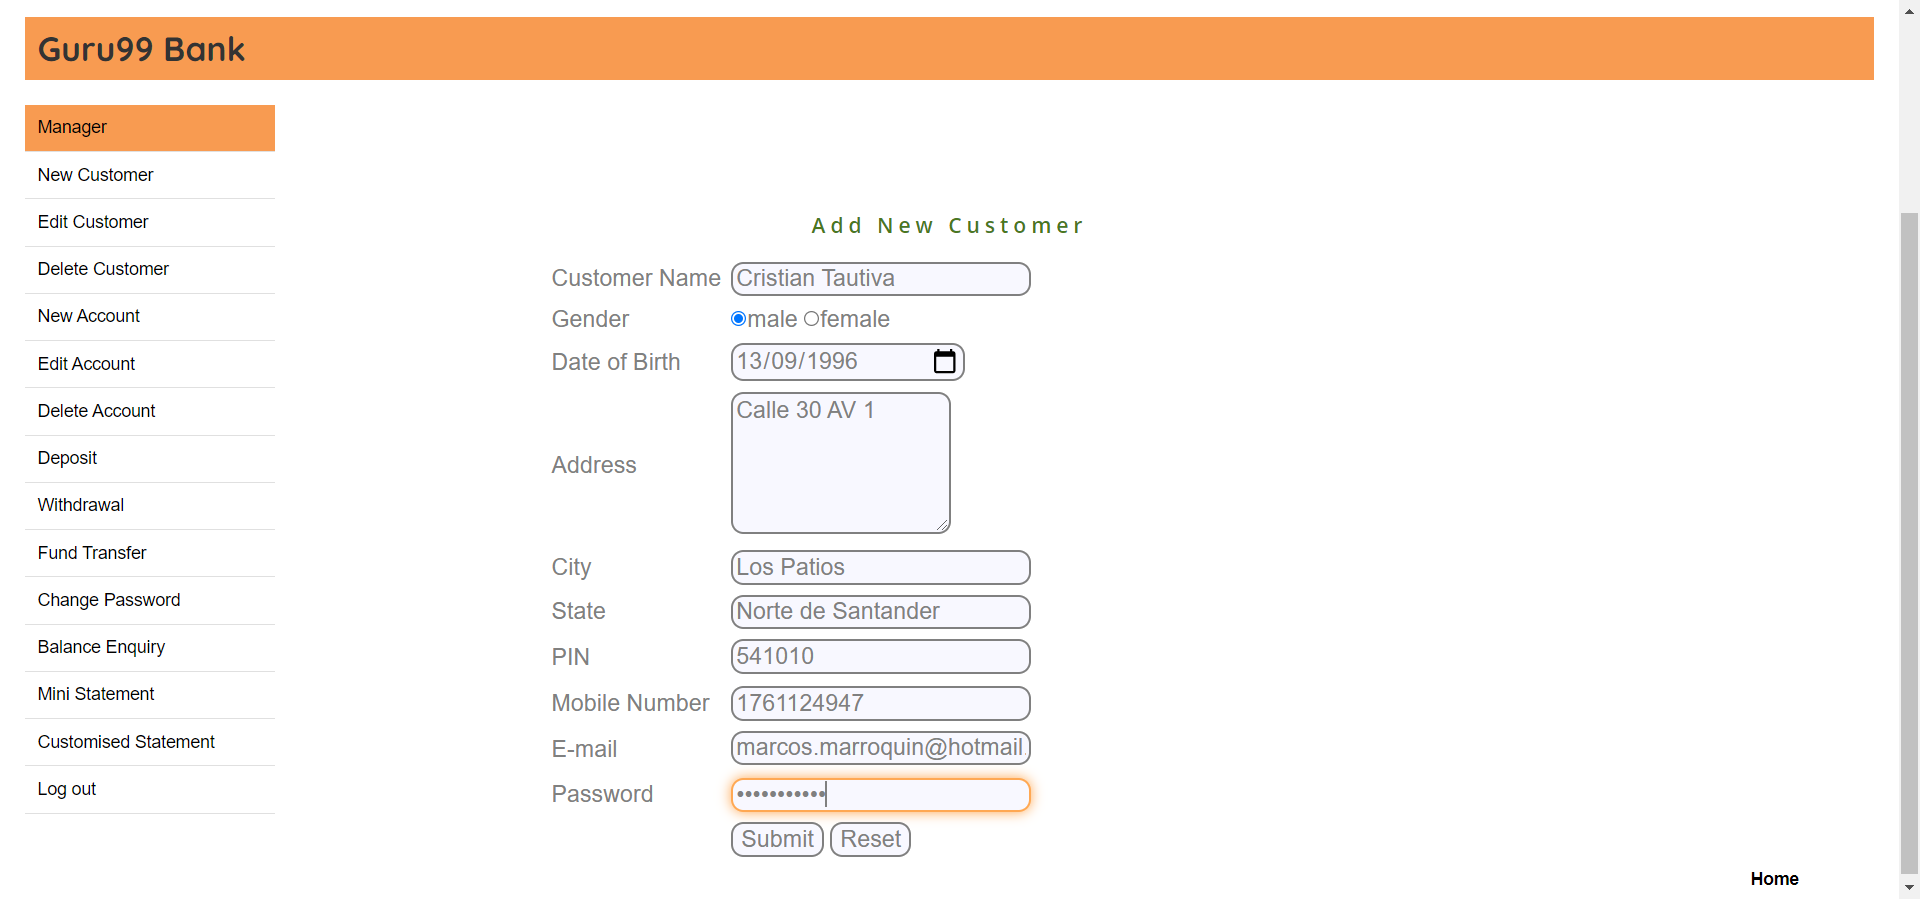 Guru99 Bank
Manager
New Customer
Edit Customer
Delete Customer
New Account
Edit Account
Delete Account
Deposit
Withdrawal
Fund Transfer
Change Password
Balance Enquiry
Mini Statement
Customised Statement
Log out
Add New Customer
Customer Name Cristian Tautiva
Gender male female
Date of Birth 13/09/1996
Address Calle 30 AV 1
City Los Patios
State Norte de Santander
PIN 541010
Mobile Number 1761124947
E-mail marcos.marroquin@hotmail
Password •••••••••••
Submit Reset
Home